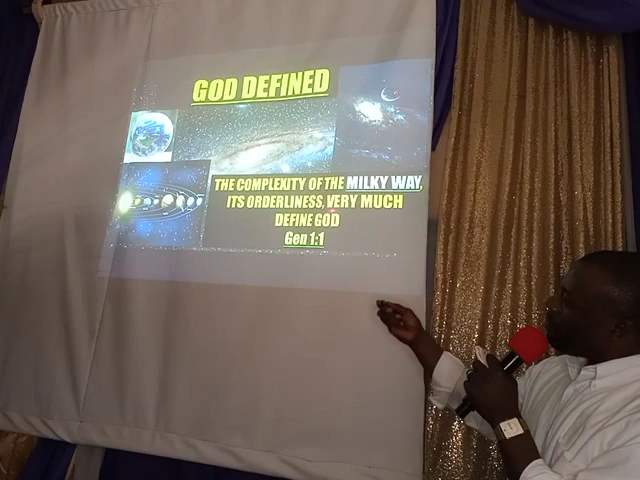 GOD DEFINED
THE COMPLEXITY OF THE MILKY WAY,
ITS ORDERLINESS, VERY MUCH
DEFINE GOD
Gen 1:1